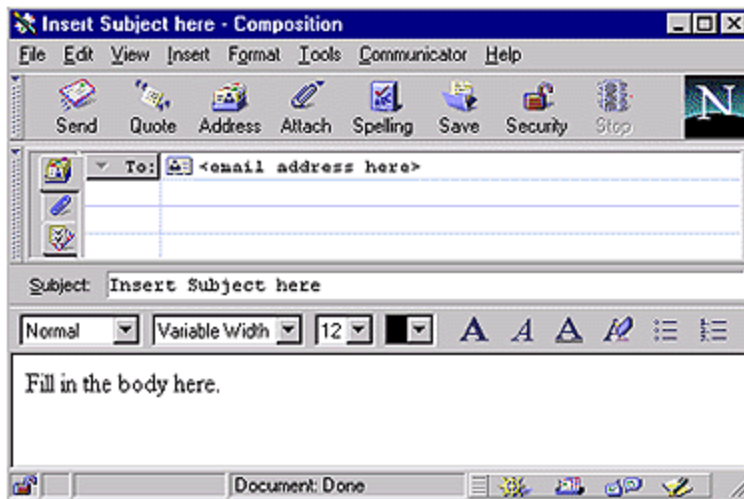 Insert Subject here - Composition
File Edit View Insert Format Tools Communicator Help
Send Quote Address Attach Spelling Save Security Stop
N
To: <email address here>
Subject: Insert Subject here
Normal Variable Width 12 A A A A
Fill in the body here.
Document: Done